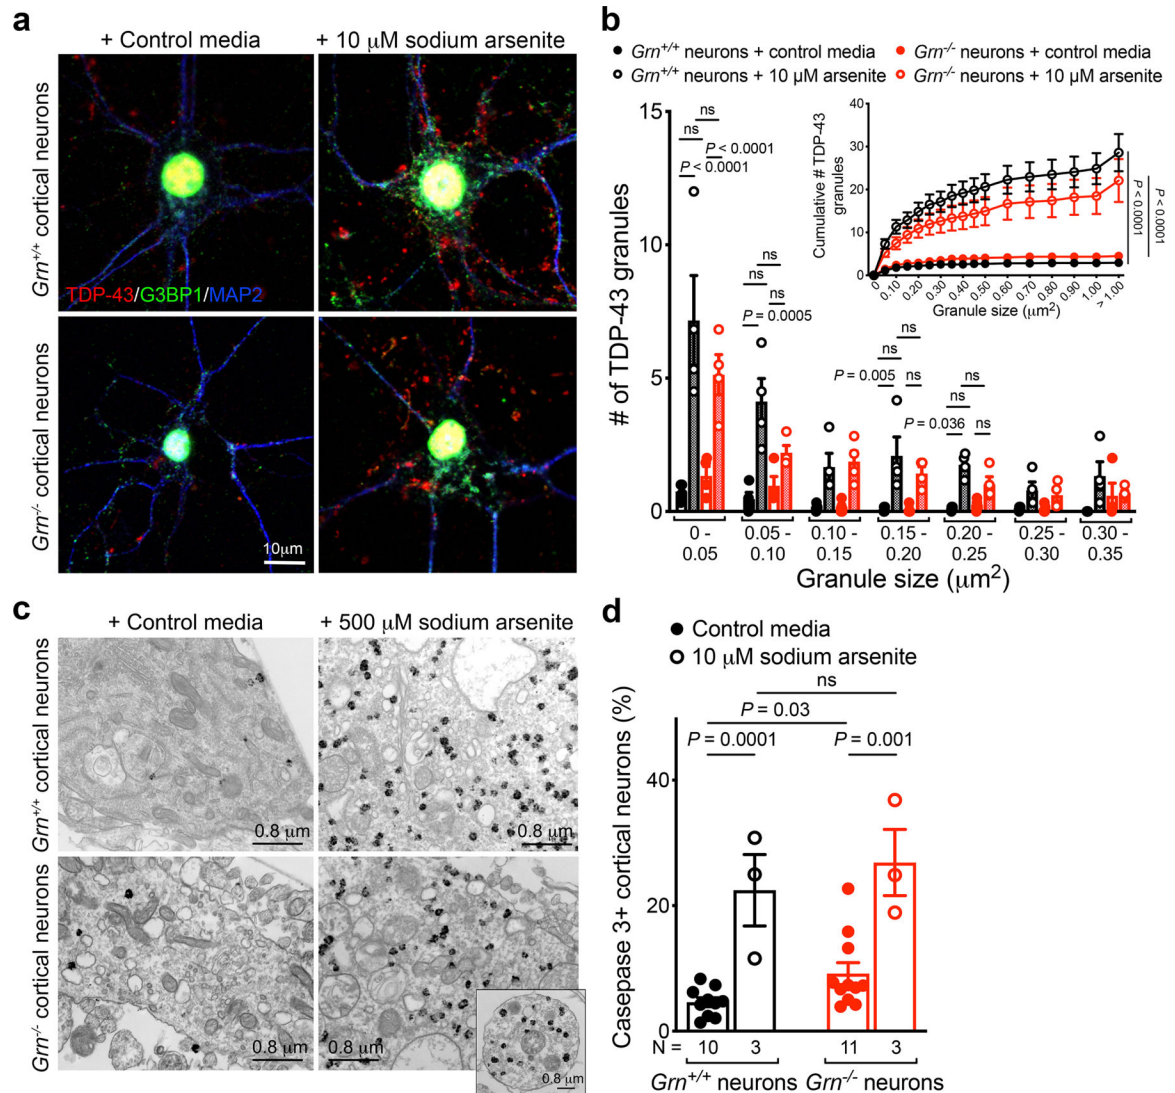 a
+ Control media
+ 10 µM sodium arsenite
Grn+/+ cortical neurons
TDP-43/G3BP1/MAP2
Grn-/- cortical neurons
10µm
b
Grn+/+ neurons + control media
Grn-/- neurons + control media
Grn+/+ neurons + 10 µM arsenite
Grn-/- neurons + 10 µM arsenite
# of TDP-43 granules
15
10
5
0
ns
ns
P < 0.0001
P < 0.0001
ns
ns
ns
P = 0.0005
ns
ns
P = 0.005
ns
ns
ns
P = 0.036
ns
0 - 0.05
0.05 - 0.10
0.10 - 0.15
0.15 - 0.20
0.20 - 0.25
0.25 - 0.30
0.30 - 0.35
Granule size (µm2)
Cumulative # TDP-43
granules
40
30
20
10
0
0
0.10
0.20
0.30
0.40
0.50
0.60
0.70
0.80
0.90
1.00
> 1.00
Granule size (µm2)
P < 0.0001
P < 0.0001
c
+ Control media
+ 500 µM sodium arsenite
Grn+/+ cortical neurons
0.8 µm
0.8 µm
Grn-/- cortical neurons
0.8 µm
0.8 µm
0.8 µm
d
Control media
10 µM sodium arsenite
Casepase 3+ cortical neurons (%)
40
20
0
ns
P = 0.03
P = 0.0001
P = 0.001
N = 10 3 11 3
Grn+/+ neurons
Grn-/- neurons